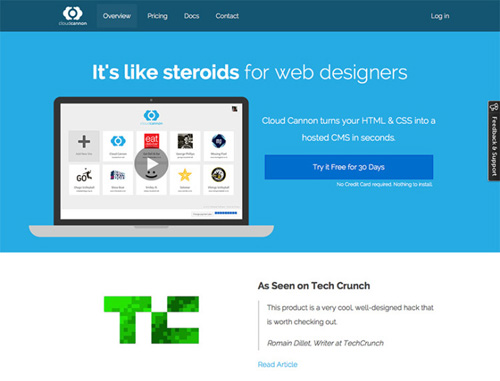 cloudcannon
Overview
Pricing
Docs
Contact
Log in
It's like steroids for web designers
Cloud Cannon turns your HTML & CSS into a
hosted CMS in seconds.
Try it Free for 30 Days
No Credit Card required. Nothing to install.
Feedback & Support
eat
GO
As Seen on Tech Crunch
This product is a very cool, well-designed hack that
is worth checking out.
Romain Dillet, Writer at TechCrunch
Read Article
TC